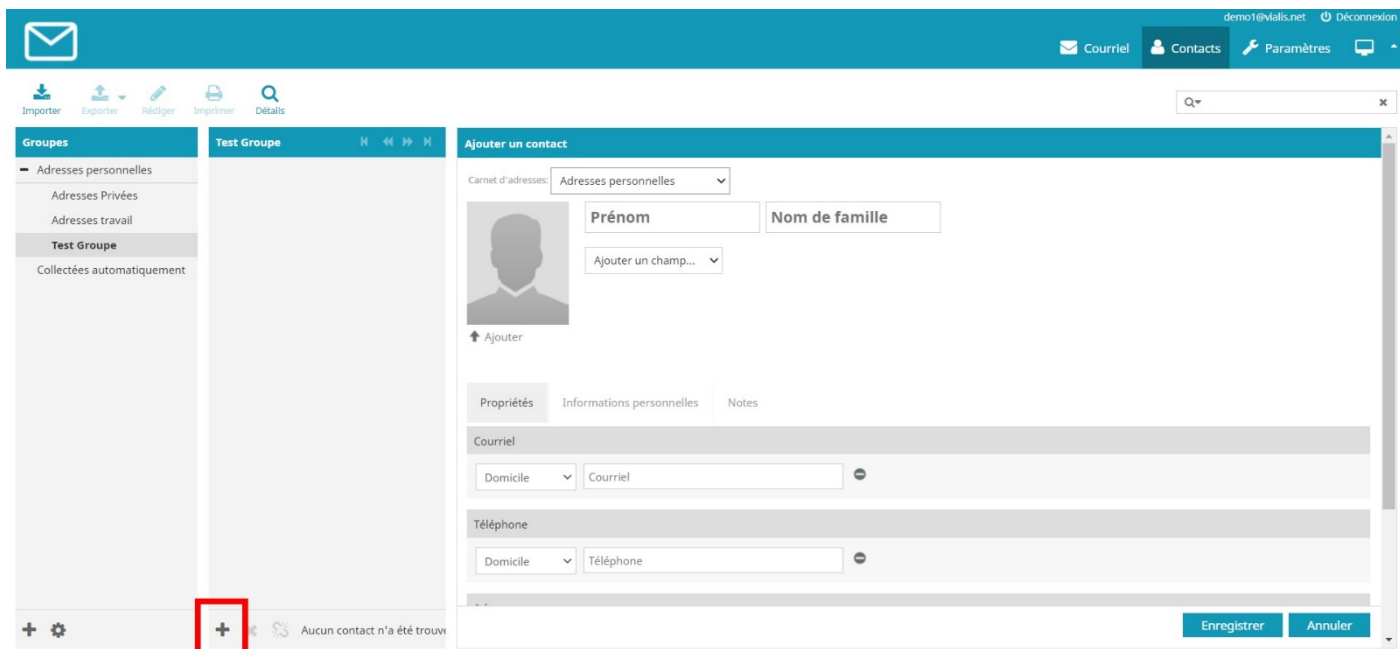 demo1@vialis.net Déconnexion
Courriel Contacts Paramètres
Importer Exporter Rédiger Imprimer Détails
Groupes
Adresses personnelles
Adresses Privées
Adresses travail
Test Groupe
Collectées automatiquement
Test Groupe
Aucun contact n'a été trouvé
Ajouter un contact
Carnet d'adresses: Adresses personnelles
Prénom Nom de famille
Ajouter un champ...
Ajouter
Propriétés Informations personnelles Notes
Courriel
Domicile Courriel
Téléphone
Domicile Téléphone
Enregistrer Annuler